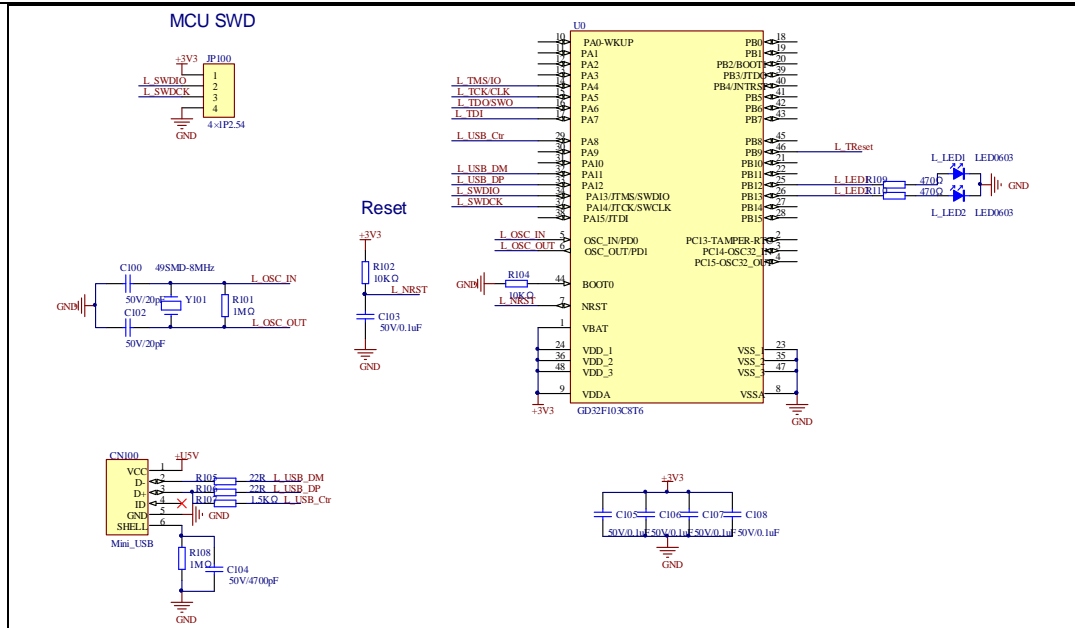 MCU SWD
+3V3
JP100
1
L_SWDIO 2
L_SWDCK 3
4
4×1P2.54
GND
U0
10 PA0-WKUP PB0 18
PA1 PB1 19
PA2 PB2/BOOT1 20
PA3 PB3/JTDO 39
L_TMS/IO 14 PA4 PB4/JNTRST 40
L_TCK/CLK 15 PA5 PB5 41
L_TDO/SWO 16 PA6 PB6 42
L_TDI 17 PA7 PB7 43
L_USB_Ctr 29 PA8 PB8 45
30 PA9 PB9 46 L_TReset
31 PA10 PB10 21
L_USB_DM 32 PA11 PB11 22
L_USB_DP 33 PA12 PB12 25 L_LED1 R109 470Ω
L_SWDIO PA13/JTMS/SWDIO PB13 26 L_LED2 R110 470Ω
L_SWDCK 37 PA14/JTCK/SWCLK PB14 27
38 PA15/JTDI PB15 28
L_LED1 LED0603
GND
L_LED2 LED0603
L_OSC_IN 5 OSC_IN/PD0 PC13-TAMPER-RTC 2
L_OSC_OUT 6 OSC_OUT/PD1 PC14-OSC32_IN 3
PC15-OSC32_OUT 4
GND R104 10KΩ 44 BOOT0
L_NRST 7 NRST
1 VBAT
24 VDD_1 VSS_1 23
36 VDD_2 VSS_2 35
48 VDD_3 VSS_3 47
9 VDDA VSSA 8
+3V3 GND
GD32F103C8T6
Reset
+3V3
R102
10KΩ
L_NRST
C103
50V/0.1uF
GND
C100 49SMD-8MHz
L_OSC_IN
50V/20pF Y101 R101
GND 1MΩ
C102 L_OSC_OUT
50V/20pF
CN100
VCC 1 +U5V
D- 2 R105 22R L_USB_DM
D+ 3 R106 22R L_USB_DP
ID 4 R107 1.5KΩ L_USB_Ctr
GND 5 GND
SHELL 6
Mini_USB
R108
1MΩ
C104
50V/4700pF
GND
+3V3
C105 C106 C107 C108
50V/0.1uF 50V/0.1uF 50V/0.1uF 50V/0.1uF
GND